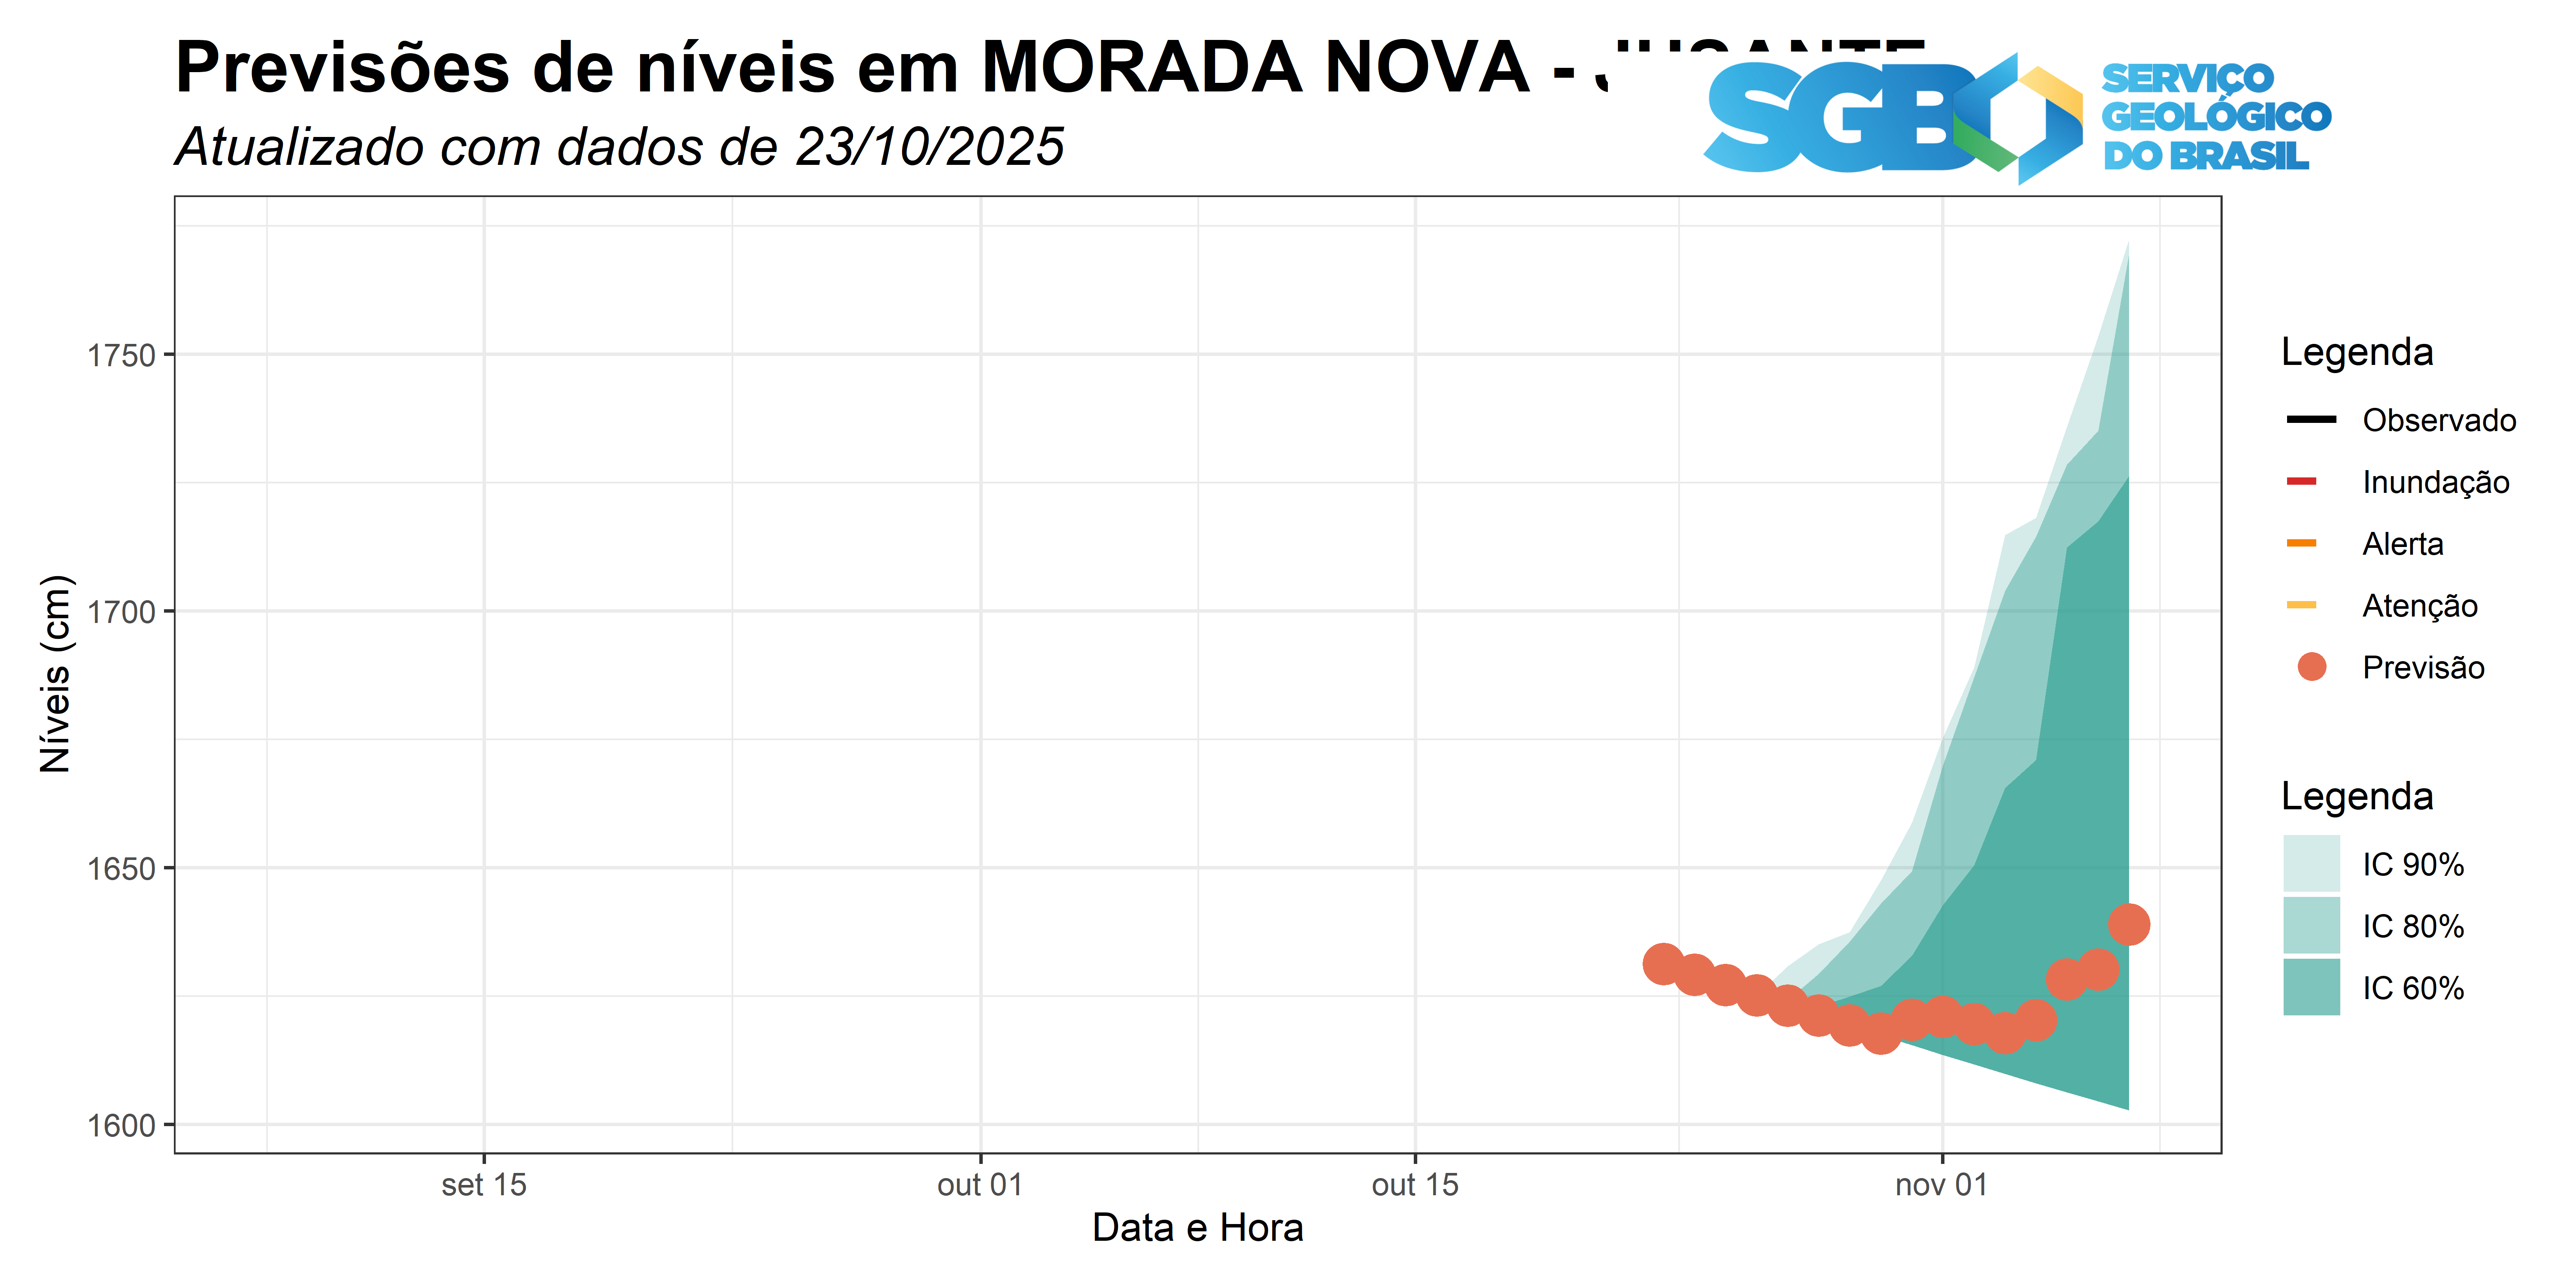 Previsões de níveis em MORADA NOVA -
Atualizado com dados de 23/10/2025
SGB
SERVIÇO
GEOLÓGICO
DO BRASIL
Níveis (cm)
1750
1700
1650
1600
set 15
out 01
out 15
nov 01
Data e Hora
Legenda
Observado
Inundação
Alerta
Atenção
Previsão
Legenda
IC 90%
IC 80%
IC 60%